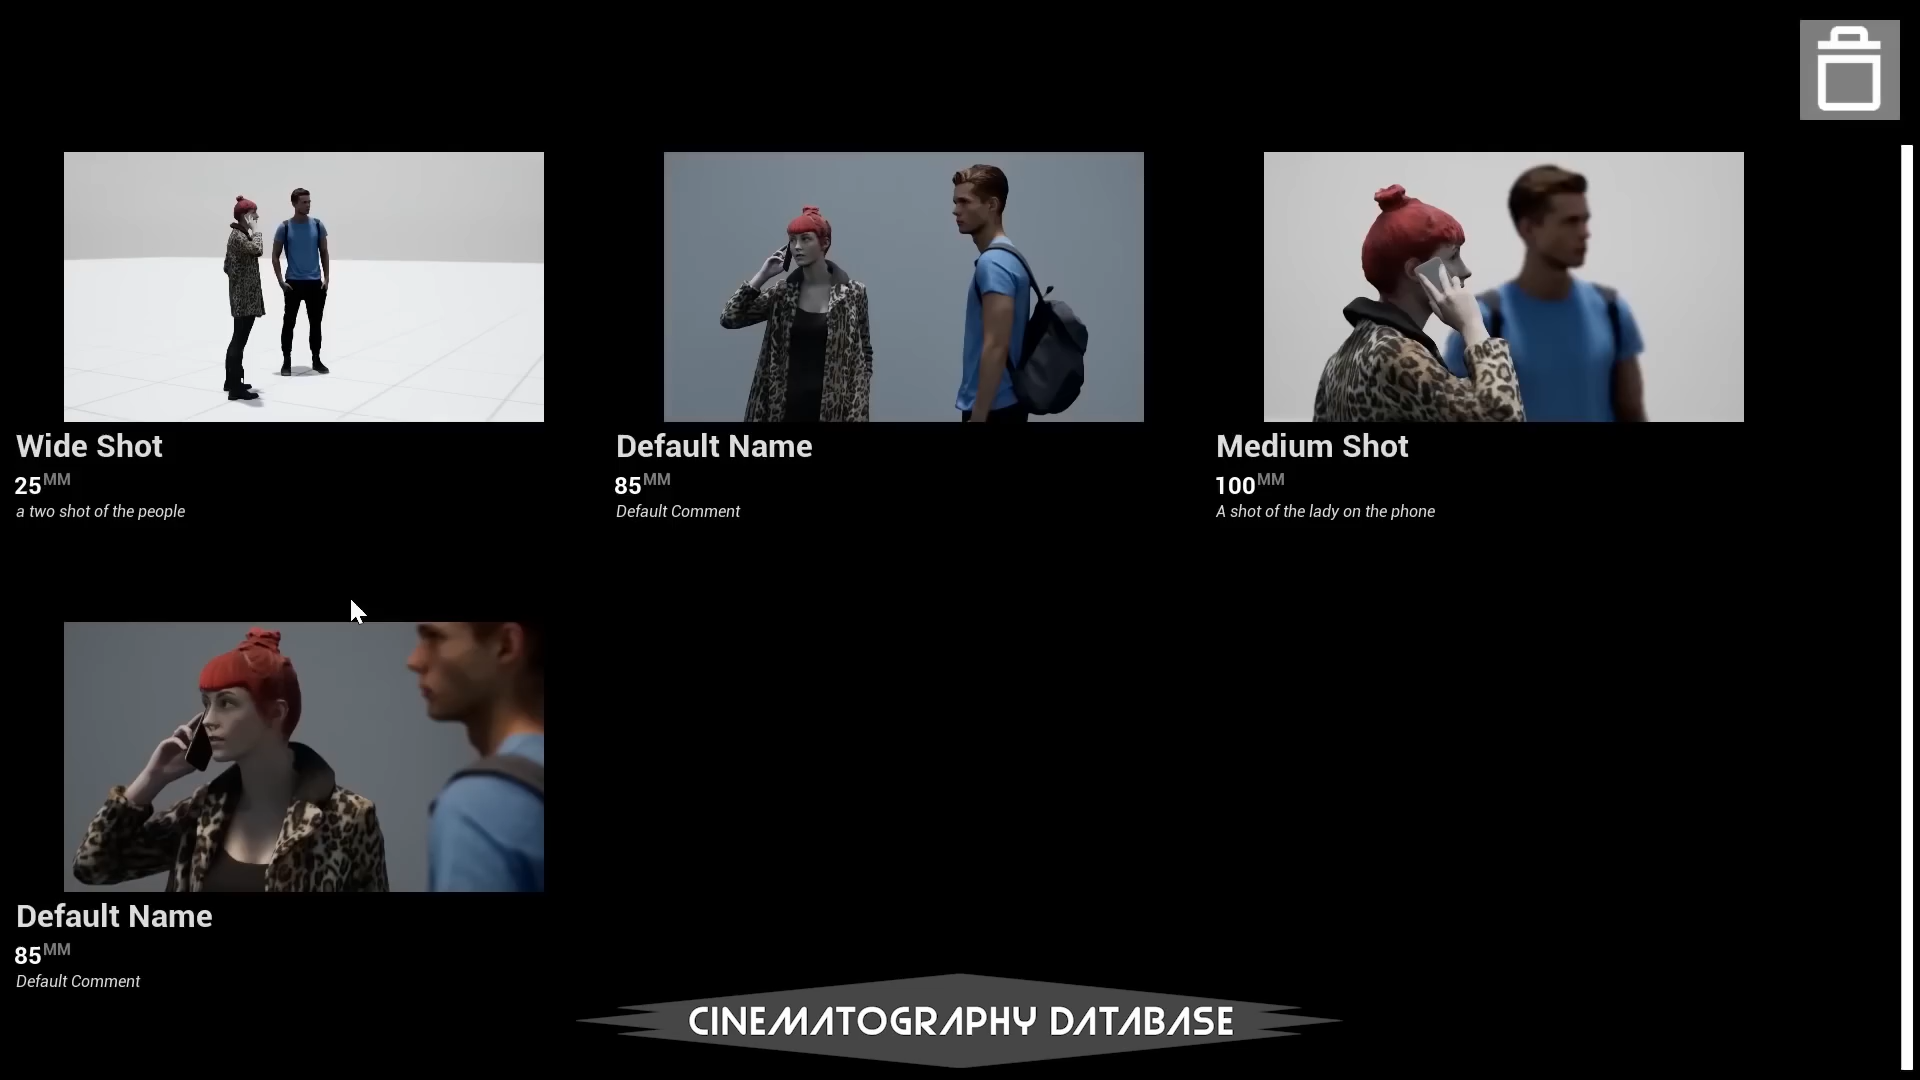 Wide Shot
25MM
a two shot of the people
Default Name
85MM
Default Comment
Medium Shot
100MM
A shot of the lady on the phone
Default Name
85MM
Default Comment
CINEMATOGRAPHY DATABASE